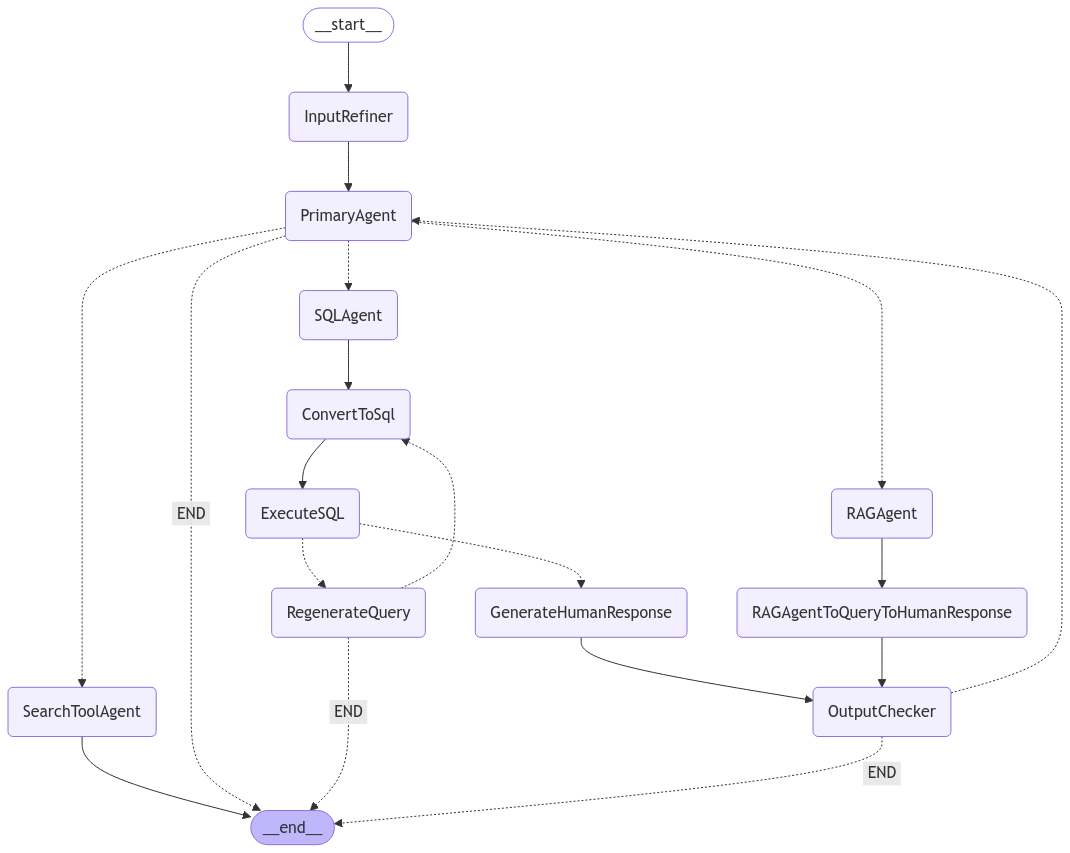 __start__
InputRefiner
PrimaryAgent
SQLAgent
ConvertToSql
END
ExecuteSQL
RAGAgent
RegenerateQuery
GenerateHumanResponse
RAGAgentToQueryToHumanResponse
SearchToolAgent
END
OutputChecker
END
__end__